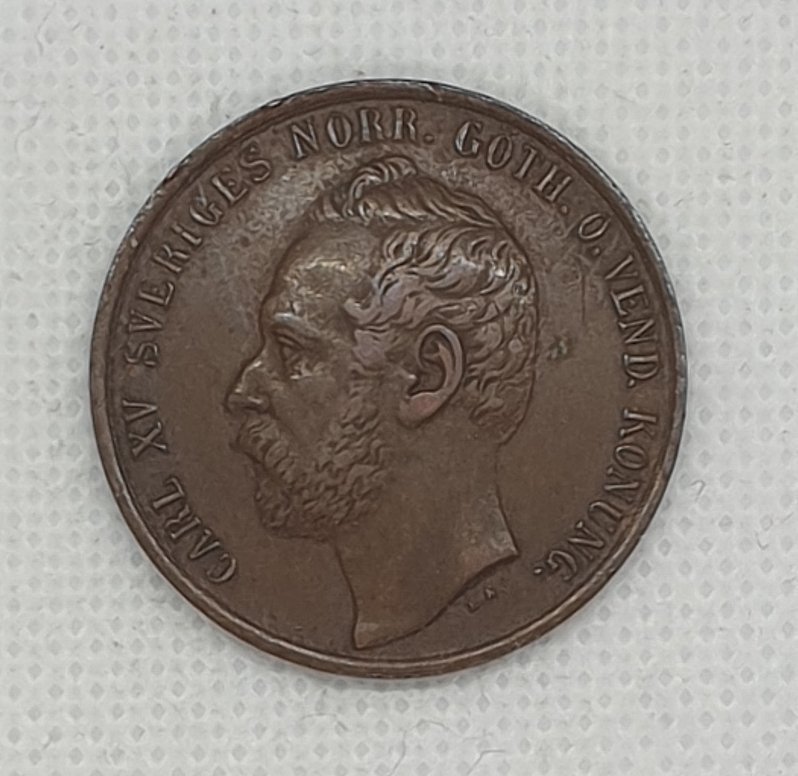 CARL XV SVERIGES NORR. GOTH. O. VEND. KONUNG.
L.A.